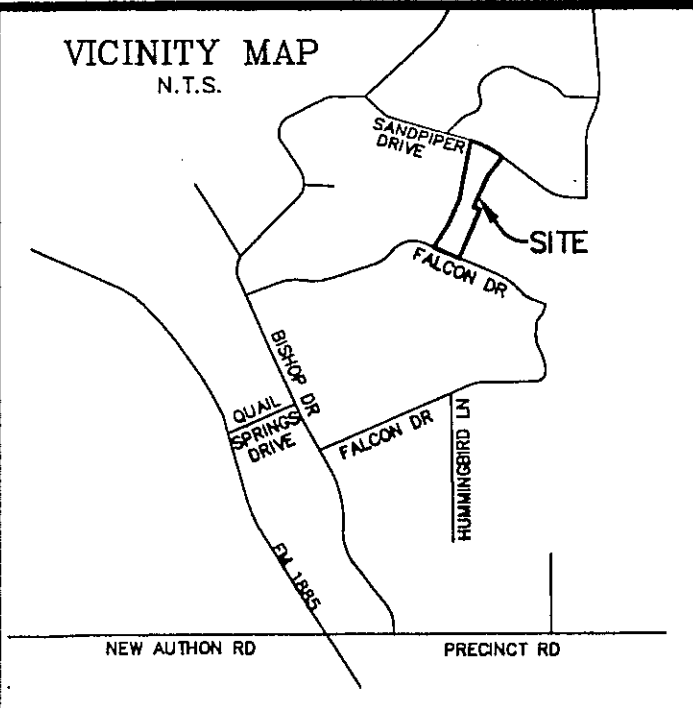 VICINITY MAP
N.T.S.
SANDPIPER
DRIVE
SITE
FALCON DR
BISHOP DR
QUAIL
SPRINGS
DRIVE
FALCON DR
HUMMINGBIRD LN
FM 1885
NEW AUTHON RD
PRECINCT RD